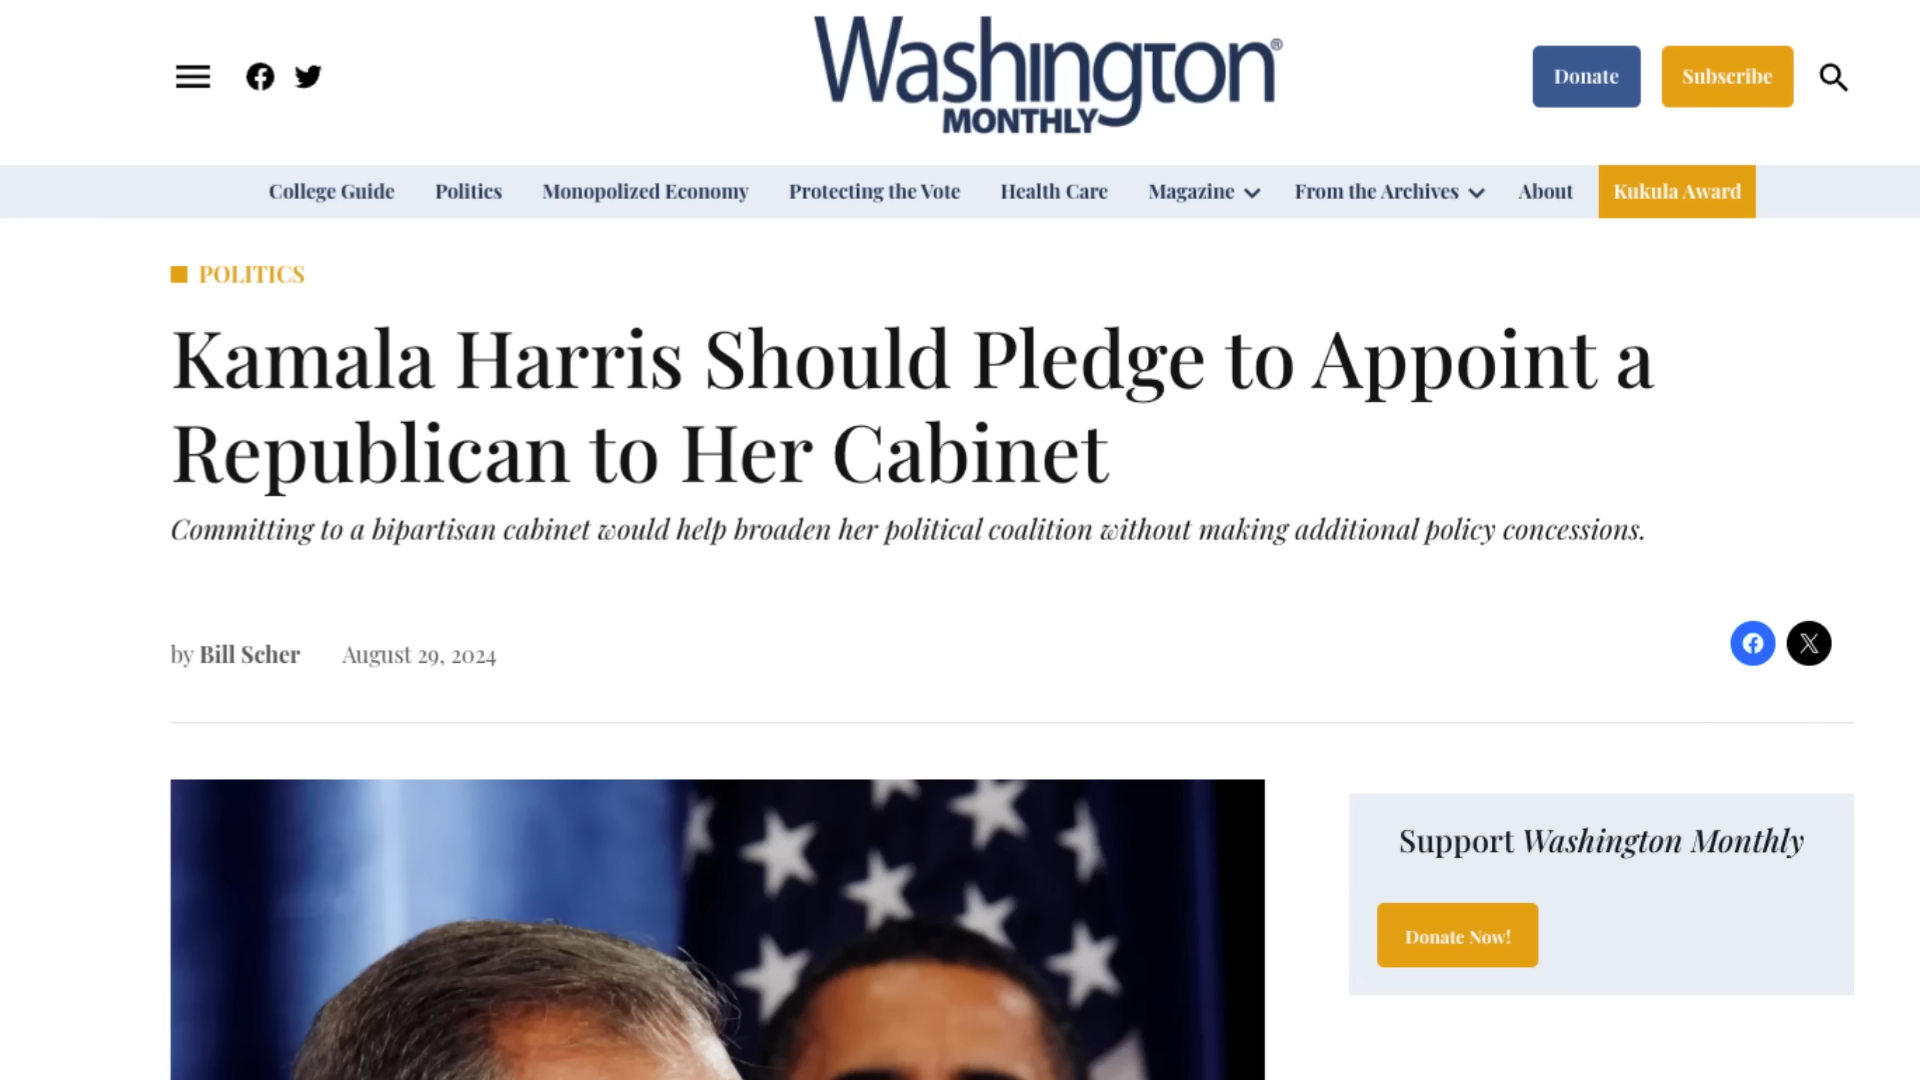 Washington®
MONTHLY
Donate
Subscribe
College Guide Politics Monopolized Economy Protecting the Vote Health Care Magazine From the Archives About Kukula Award
POLITICS
Kamala Harris Should Pledge to Appoint a
Republican to Her Cabinet
Committing to a bipartisan cabinet would help broaden her political coalition without making additional policy concessions.
by Bill Scher August 29, 2024
Support Washington Monthly
Donate Now!